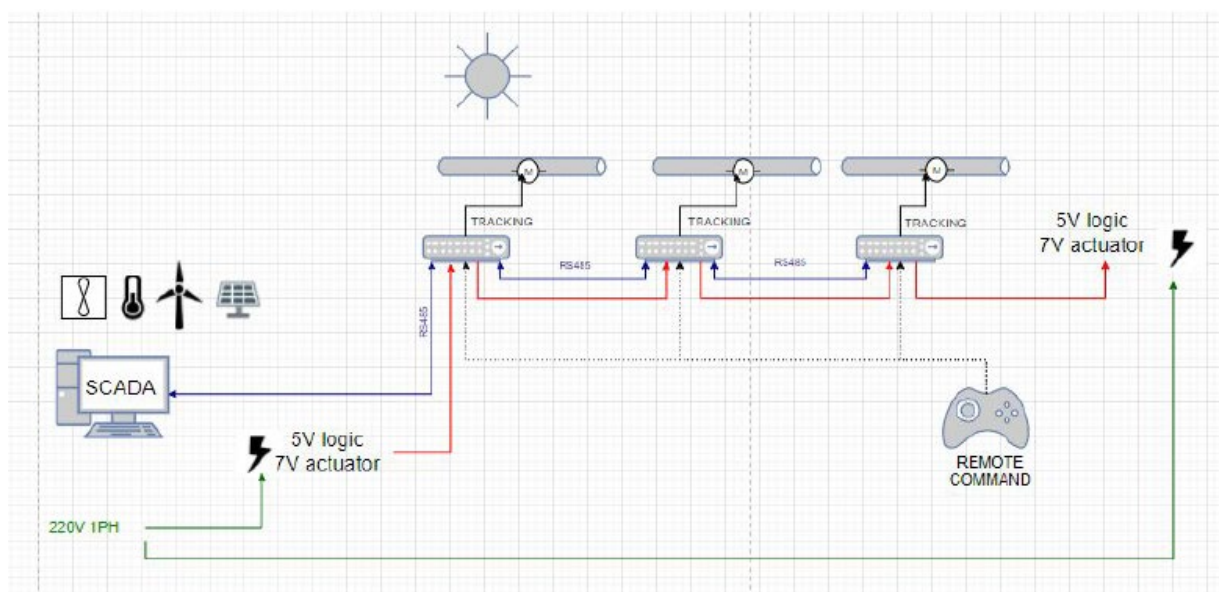 M
M
M
TRACKING
TRACKING
TRACKING
5V logic
7V actuator
RS485
RS485
RS485
SCADA
5V logic
7V actuator
REMOTE
COMMAND
220V 1PH